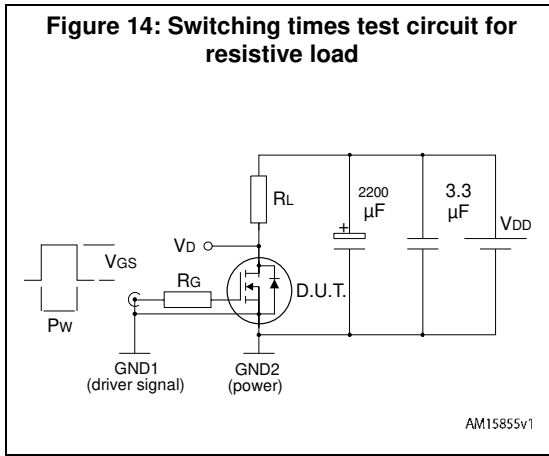 Figure 14: Switching times test circuit for
resistive load
RL
2200
µF
+
3.3
µF
VDD
VD
VGS
RG
D.U.T.
PW
GND1
(driver signal)
GND2
(power)
AM15855v1